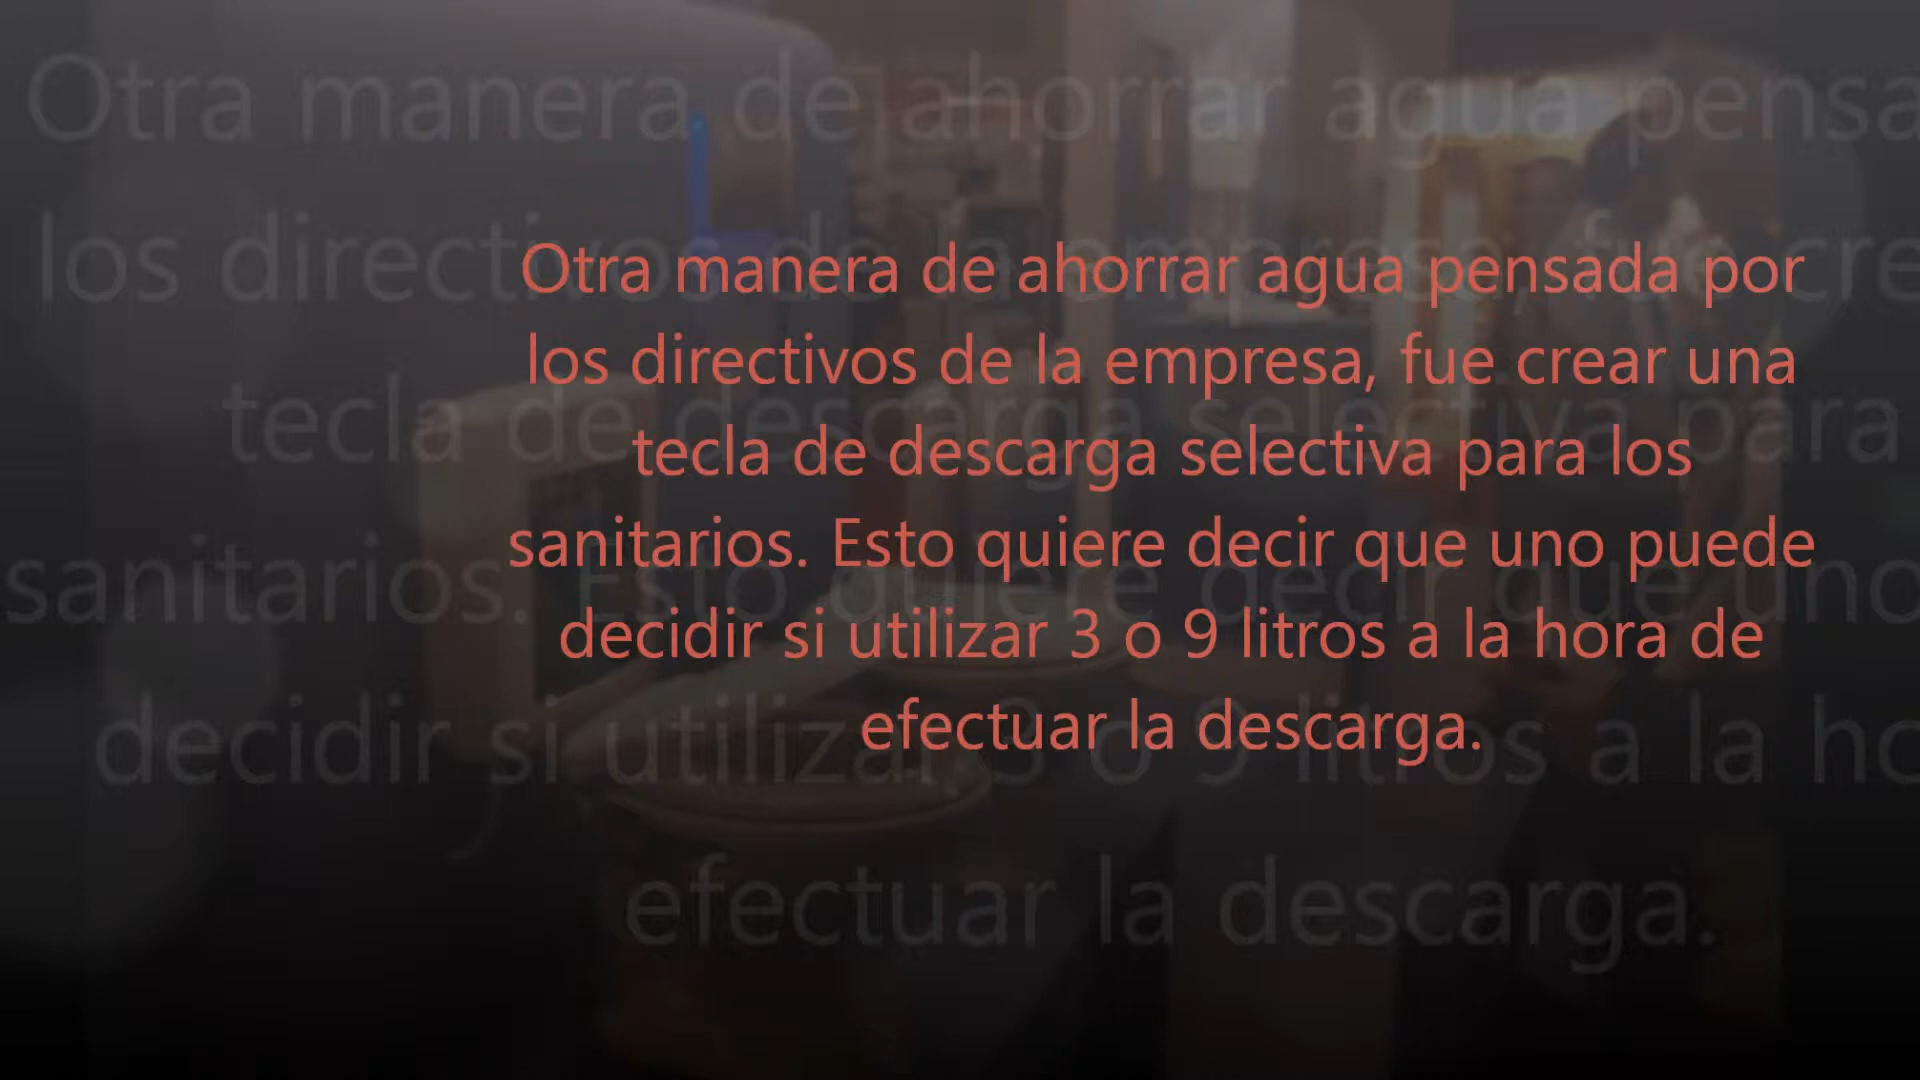 Otra manera de ahorrar agua pensada por
los directivos de la empresa, fue crear una
tecla de descarga selectiva para los
sanitarios. Esto quiere decir que uno puede
decidir si utilizar 3 o 9 litros a la hora de
efectuar la descarga.